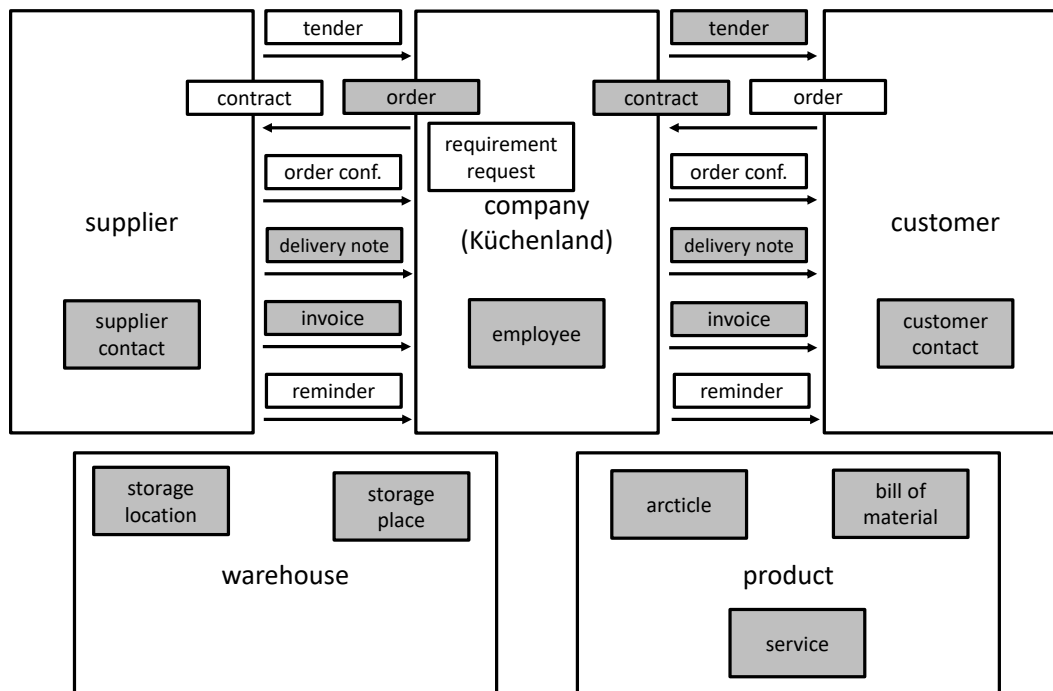 tender
tender
contract
order
contract
order
requirement
request
order conf.
order conf.
supplier
company
(Küchenland)
customer
delivery note
delivery note
supplier
contact
invoice
employee
invoice
customer
contact
reminder
reminder
storage
location
storage
place
arcticle
bill of
material
warehouse
product
service